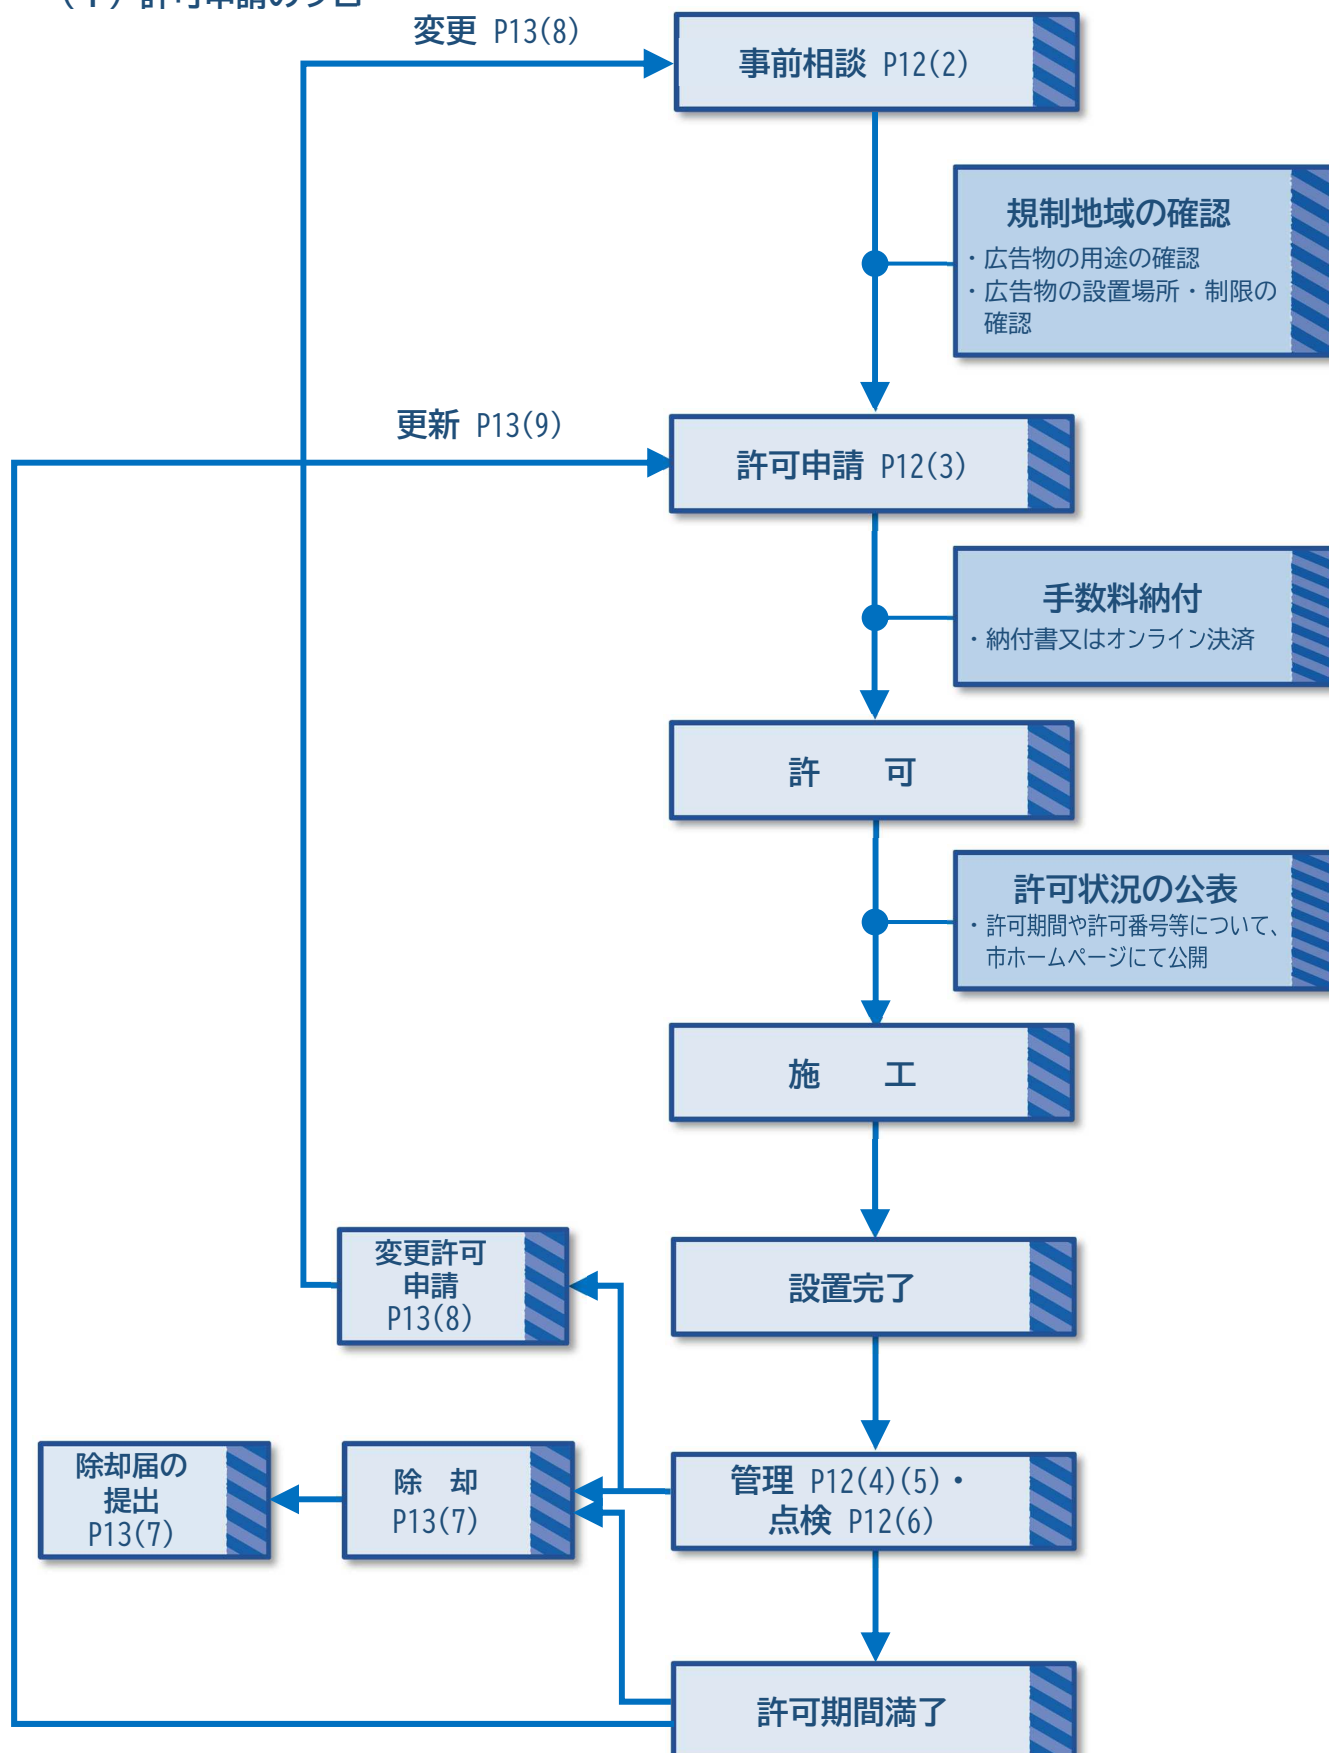 変更 P13(8)
事前相談 P12(2)
規制地域の確認
・広告物の用途の確認
・広告物の設置場所・制限の
確認
更新 P13(9)
許可申請 P12(3)
手数料納付
・納付書又はオンライン決済
許　可
許可状況の公表
・許可期間や許可番号等について、
市ホームページにて公開
施　工
変更許可
申請
P13(8)
設置完了
除却届の
提出
P13(7)
除　却
P13(7)
管理 P12(4)(5)・
点検 P12(6)
許可期間満了